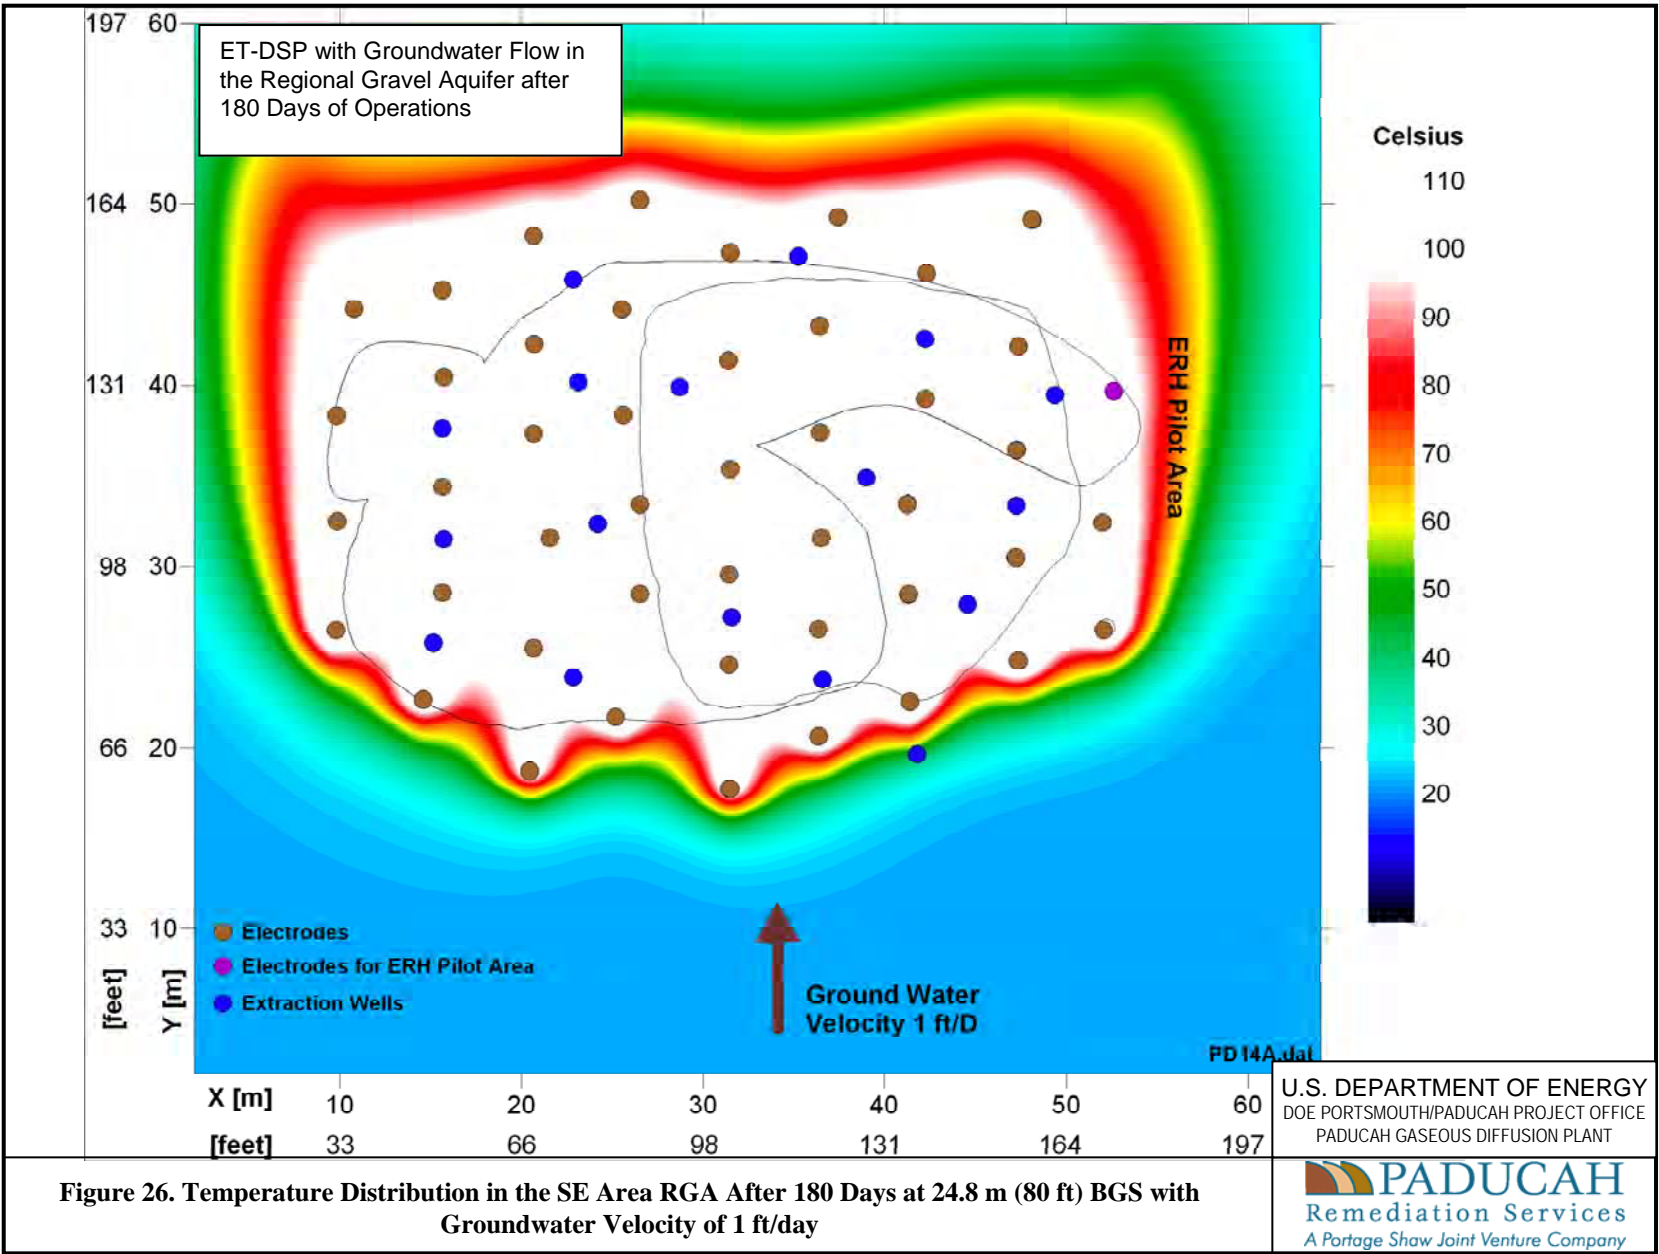 ET-DSP with Groundwater Flow in
the Regional Gravel Aquifer after
180 Days of Operations
197 60
164 50
131 40
98 30
66 20
33 10
[feet] Y [m]
Celsius
110
100
90
80
70
60
50
40
30
20
ERH Pilot Area
Electrodes
Electrodes for ERH Pilot Area
Extraction Wells
Ground Water
Velocity 1 ft/D
PD14A.dat
X [m] 10 20 30 40 50 60
[feet] 33 66 98 131 164 197
U.S. DEPARTMENT OF ENERGY
DOE PORTSMOUTH/PADUCAH PROJECT OFFICE
PADUCAH GASEOUS DIFFUSION PLANT
Figure 26. Temperature Distribution in the SE Area RGA After 180 Days at 24.8 m (80 ft) BGS with
Groundwater Velocity of 1 ft/day
PADUCAH
Remediation Services
A Portage Shaw Joint Venture Company